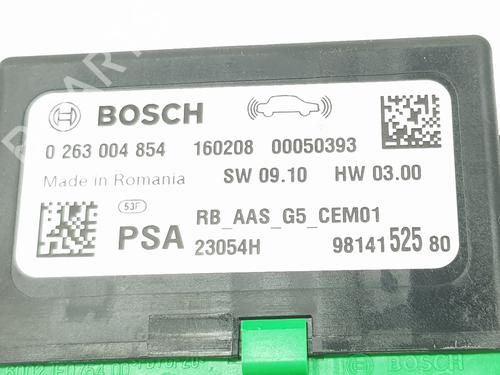 BOSCH
0 263 004 854 160208 00050393
Made in Romania SW 09.10 HW 03.00
53F RB_AAS_G5_CEM01
PSA 23054H 98141 525 80
BOSCH